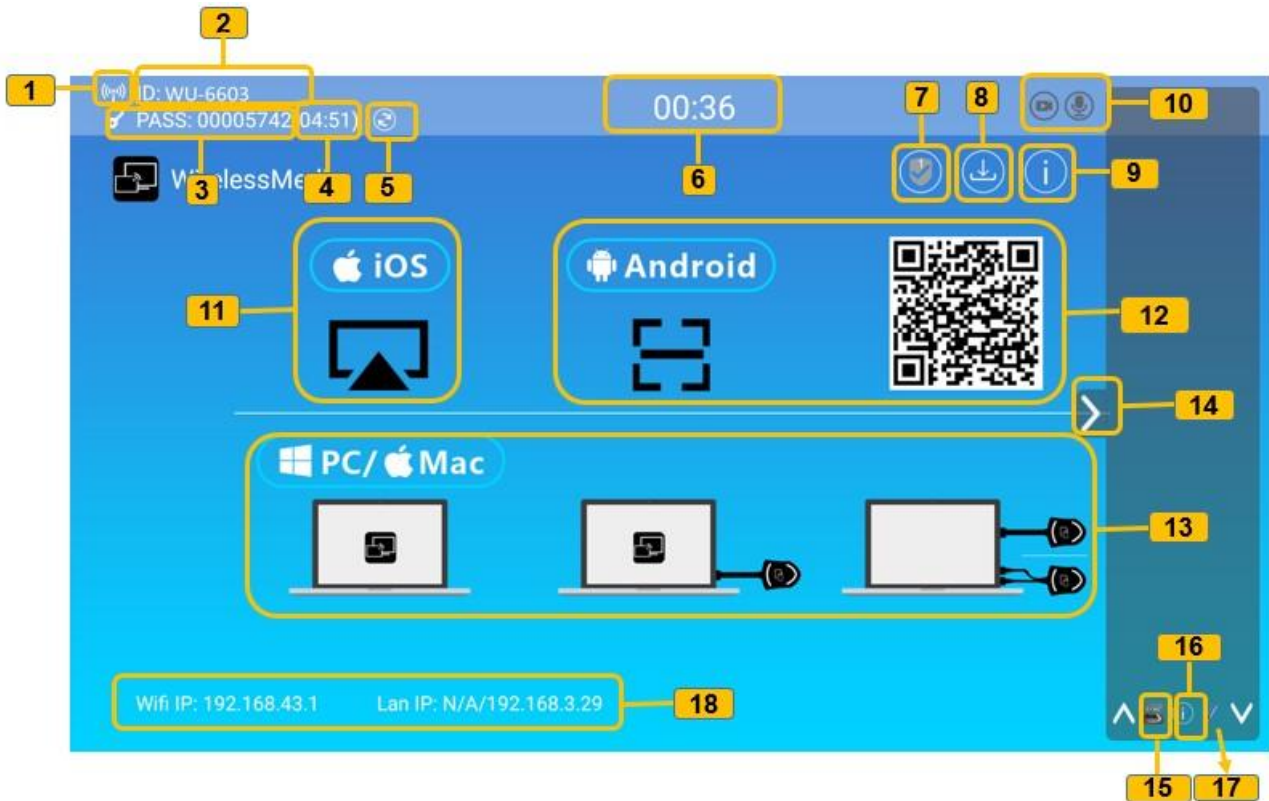 2
1
ID: WU-6603
00:36
7
8
10
PASS: 00005742 04:51)
WirelessMed
3
4
5
6
9
iOS
Android
11
12
14
PC/ Mac
13
16
Wifi IP: 192.168.43.1 Lan IP: N/A/192.168.3.29
18
15
17